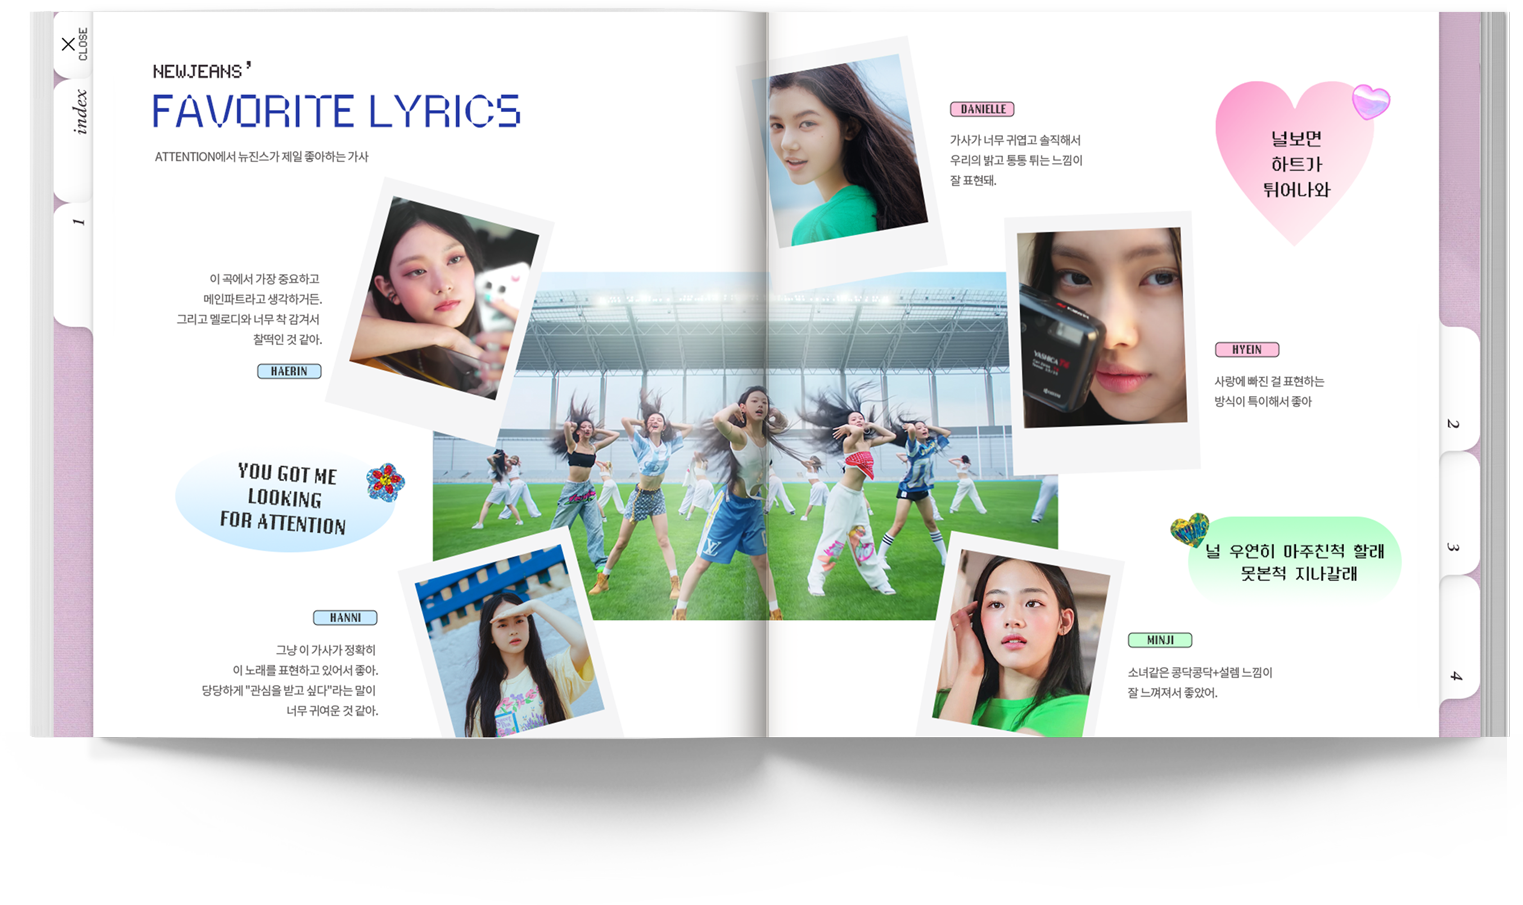 CLOSE
index
1
NEWJEANS’
FAVORITE LYRICS
ATTENTION에서 뉴진스가 제일 좋아하는 가사
이 곡에서 가장 중요하고
메인파트라고 생각하거든.
그리고 멜로디와 너무 착 감겨서
찰떡인 것 같아.
HAERIN
YOU GOT ME
LOOKING
FOR ATTENTION
HANNI
그냥 이 가사가 정확히
이 노래를 표현하고 있어서 좋아.
당당하게 "관심을 받고 싶다"라는 말이
너무 귀여운 것 같아.
DANIELLE
가사가 너무 귀엽고 솔직해서
우리의 밝고 통통 튀는 느낌이
잘 표현돼.
널보면
하트가
튀어나와
YASHICA
HYEIN
사랑에 빠진 걸 표현하는
방식이 특이해서 좋아
널 우연히 마주친척 할래
못본척 지나갈래
MINJI
소녀같은 콩닥콩닥+설렘 느낌이
잘 느껴져서 좋았어.
2
3
4